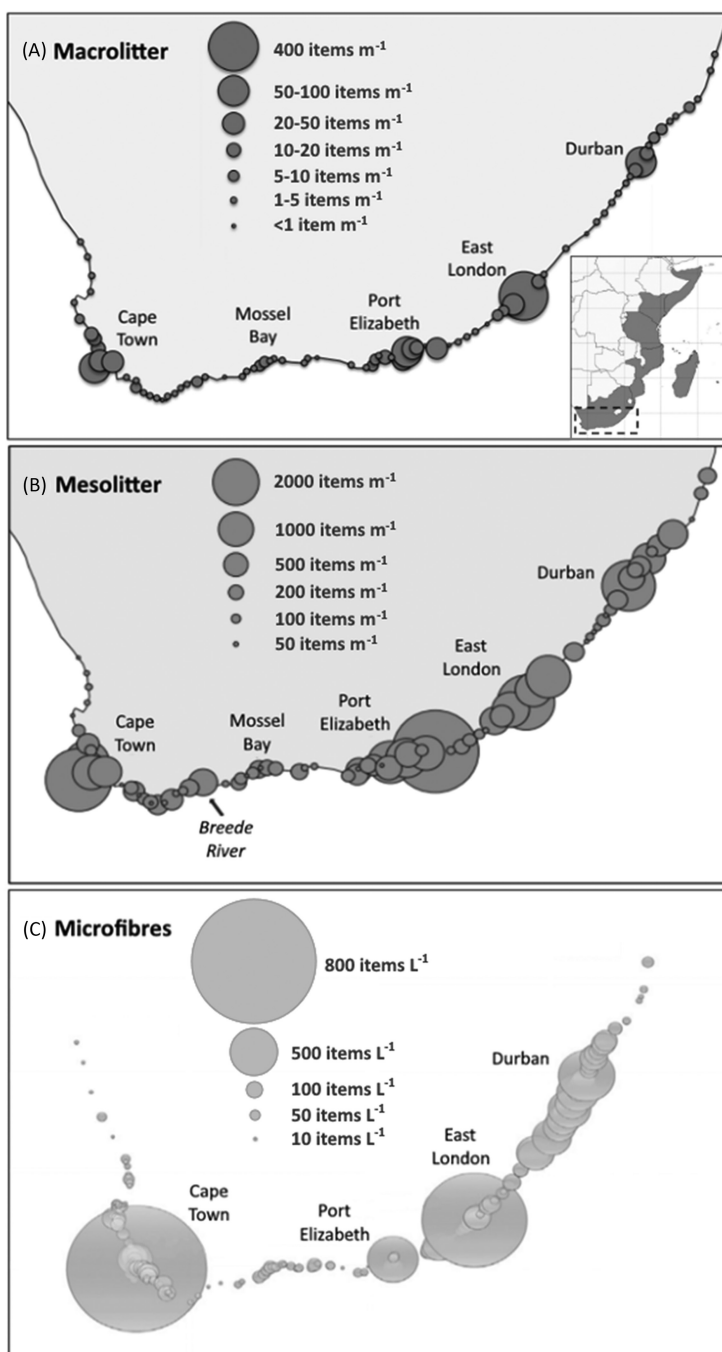 (A) Macrolitter
400 items m⁻¹
50-100 items m⁻¹
20-50 items m⁻¹
10-20 items m⁻¹
5-10 items m⁻¹
1-5 items m⁻¹
<1 item m⁻¹
Durban
East
London
Port
Elizabeth
Mossel
Bay
Cape
Town
(B) Mesolitter
2000 items m⁻¹
1000 items m⁻¹
500 items m⁻¹
200 items m⁻¹
100 items m⁻¹
50 items m⁻¹
Durban
East
London
Port
Elizabeth
Mossel
Bay
Cape
Town
Breede
River
(C) Microfibres
800 items L⁻¹
500 items L⁻¹
100 items L⁻¹
50 items L⁻¹
10 items L⁻¹
Durban
East
London
Cape
Town
Port
Elizabeth